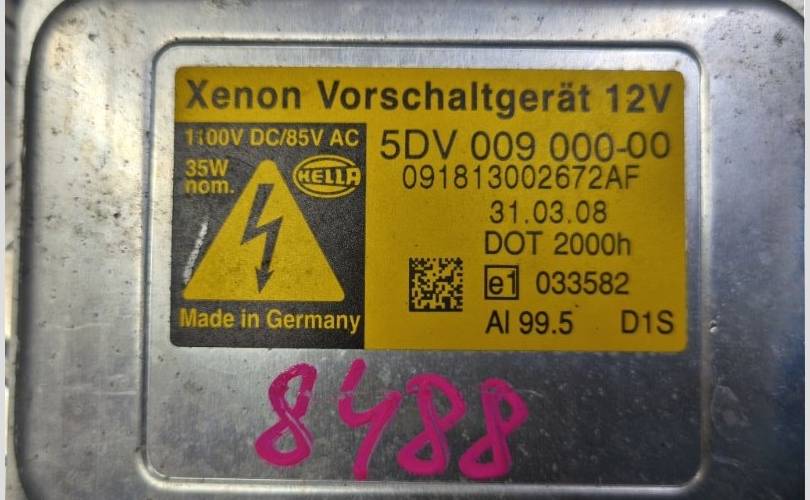 Xenon Vorschaltgerät 12V
1100V DC/85V AC
35W
nom.
HELLA
Made in Germany
5DV 009 000-00
091813002672AF
31.03.08
DOT 2000h
e1 033582
Al 99.5 D1S
8488